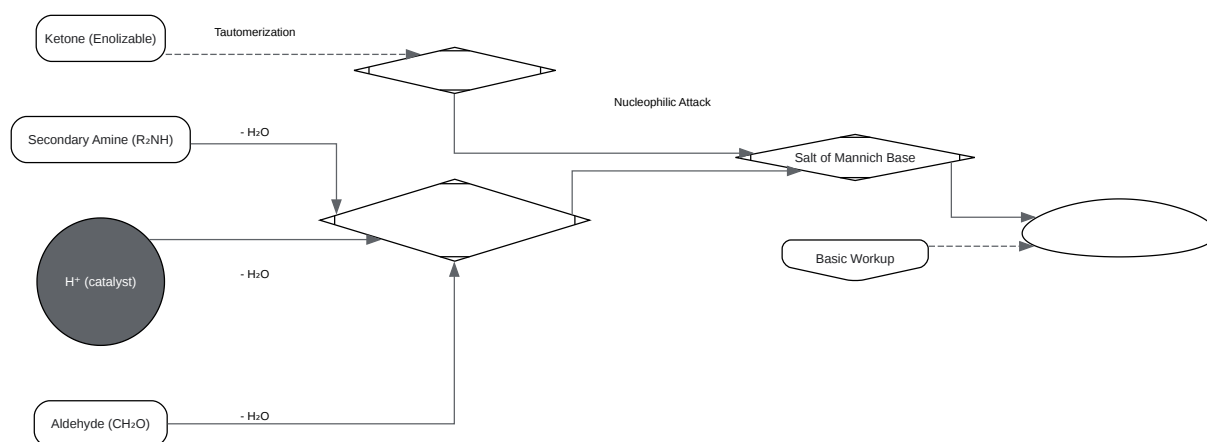 Ketone (Enolizable)
Tautomerization
Nucleophilic Attack
Secondary Amine (R₂NH)
- H₂O
Salt of Mannich Base
H⁺ (catalyst)
- H₂O
Basic Workup
Aldehyde (CH₂O)
- H₂O